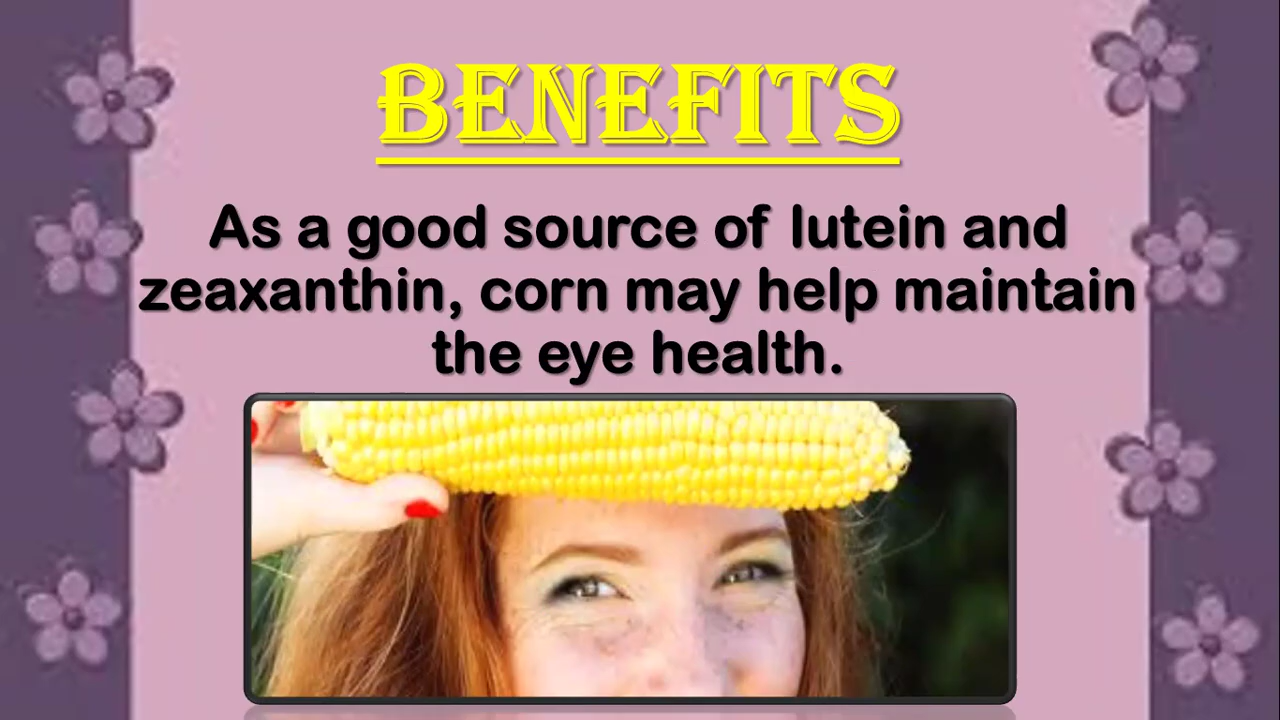 BENEFITS
As a good source of lutein and
zeaxanthin, corn may help maintain
the eye health.